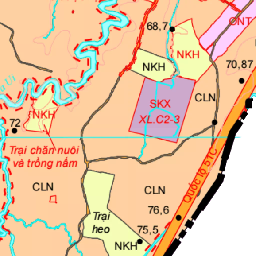 68,7
ONT
NKH
NKH
70,87
SKX
XL.C2-3
CLN
NKH
72
Trại chăn nuôi
và trồng nấm
CLN
CLN
Quốc lộ 51C
Trại
heo
76,6
75,5
NKH